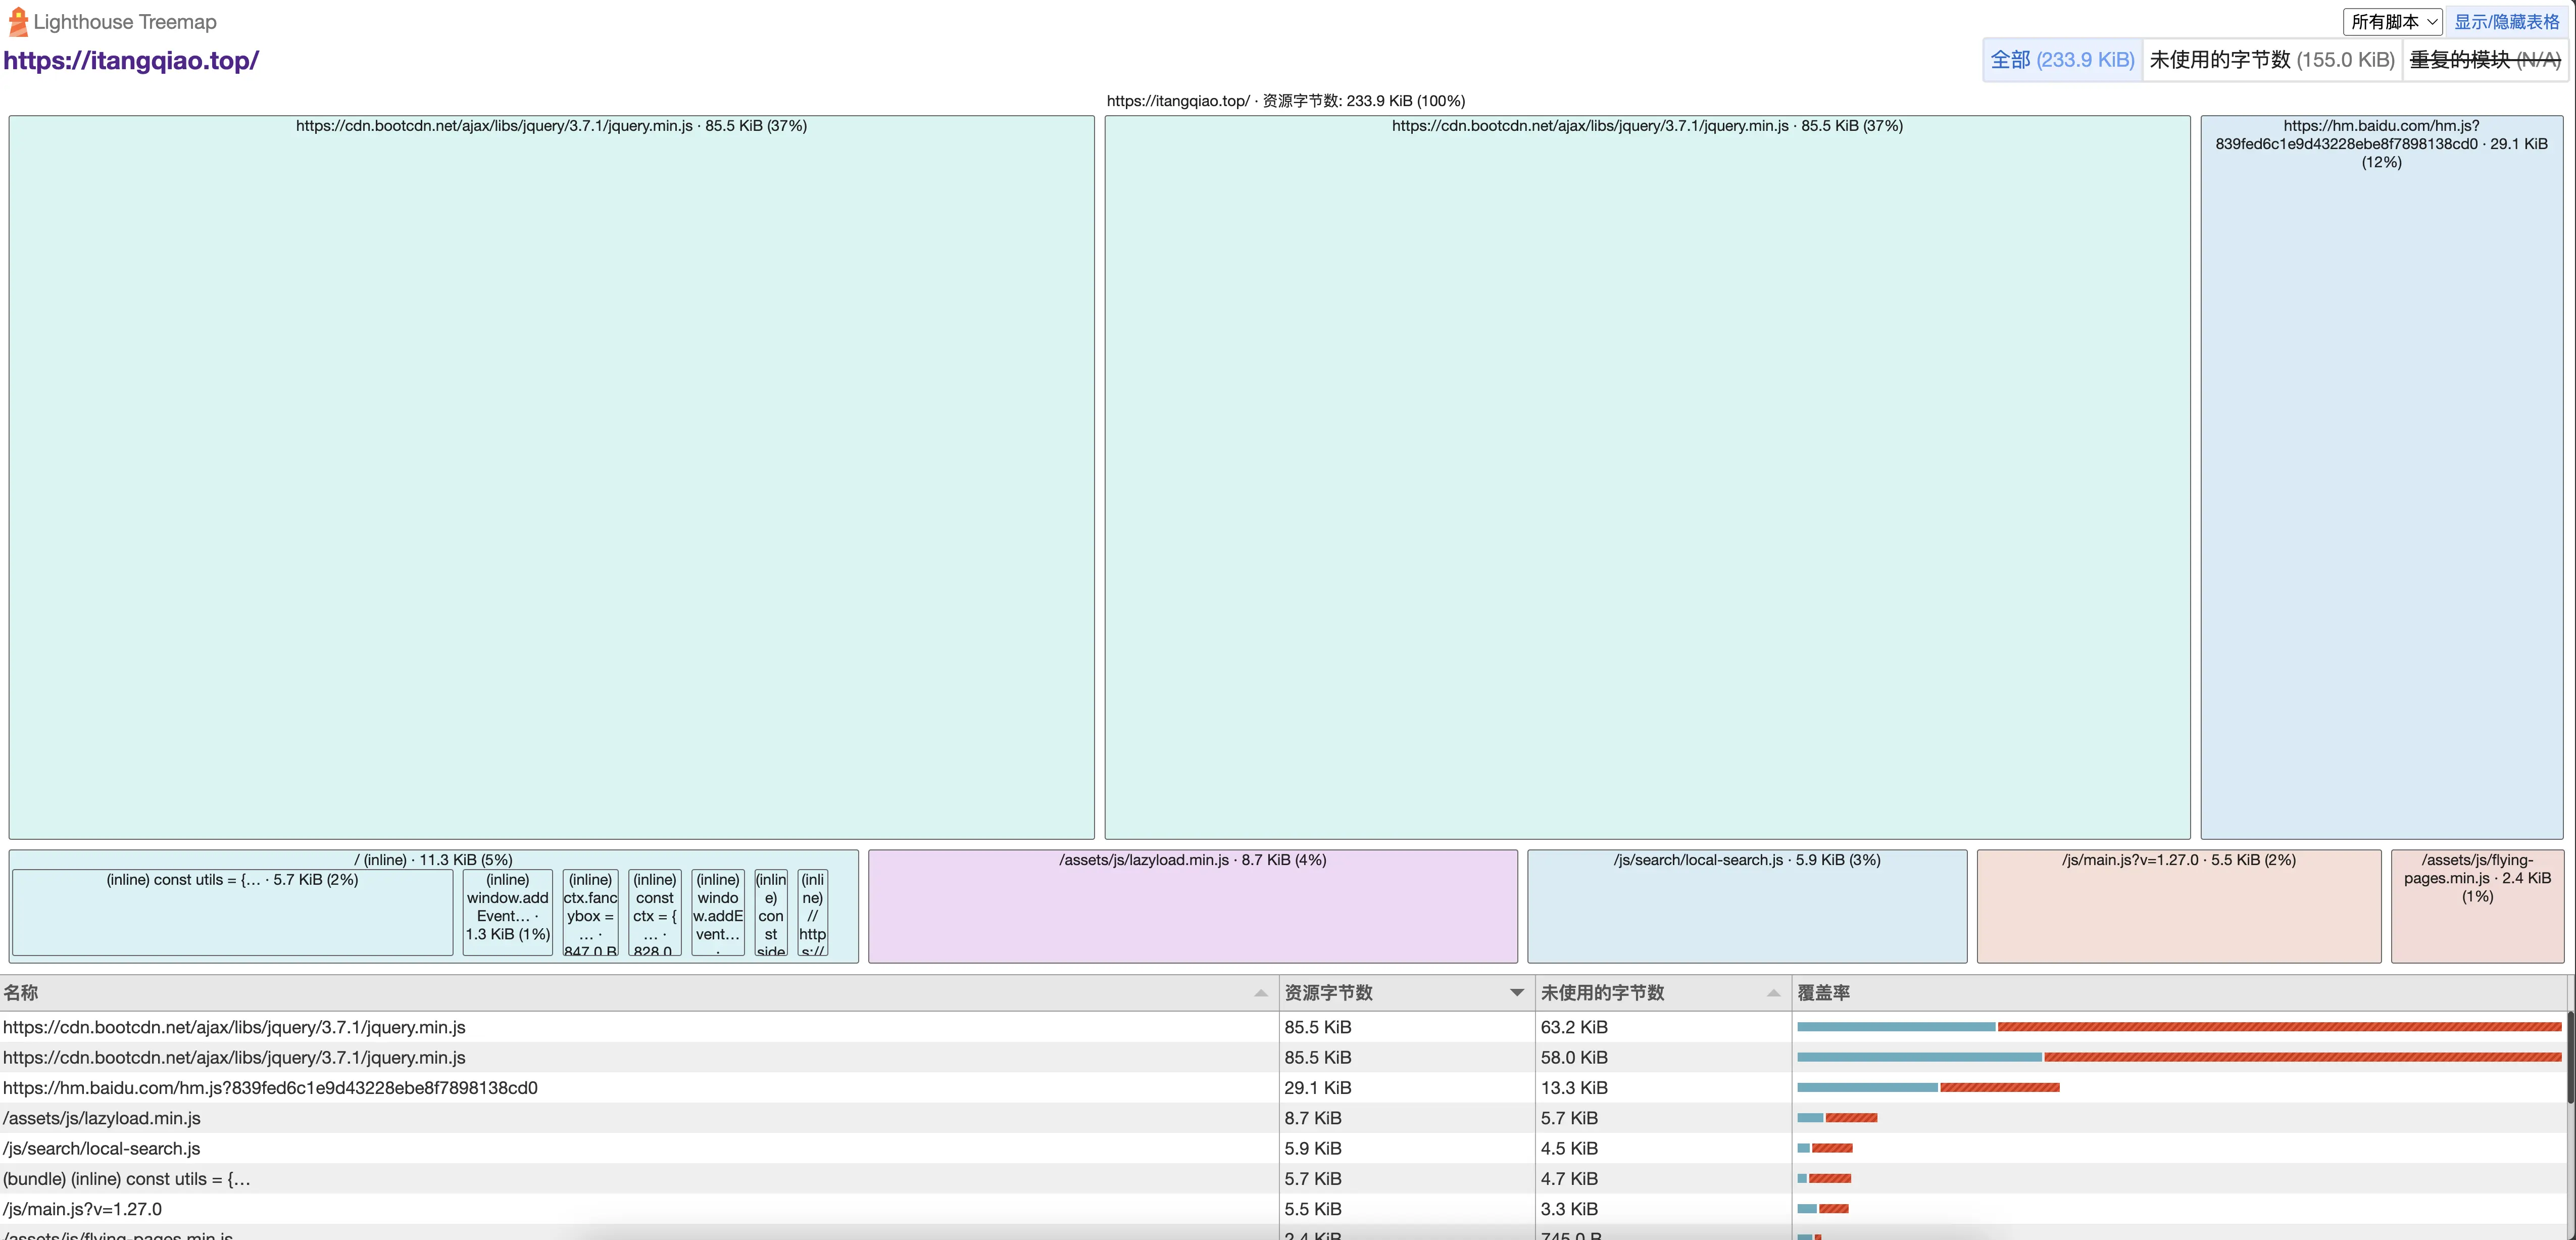 Lighthouse Treemap
所有脚本
显示/隐藏表格
https://itangqiao.top/
全部 (233.9 KiB)
未使用的字节数 (155.0 KiB)
重复的模块 (N/A)
https://itangqiao.top/ · 资源字节数: 233.9 KiB (100%)
https://cdn.bootcdn.net/ajax/libs/jquery/3.7.1/jquery.min.js · 85.5 KiB (37%)
https://cdn.bootcdn.net/ajax/libs/jquery/3.7.1/jquery.min.js · 85.5 KiB (37%)
https://hm.baidu.com/hm.js?
839fed6c1e9d43228ebe8f7898138cd0 · 29.1 KiB
(12%)
/ (inline) · 11.3 KiB (5%)
(inline) const utils = {… · 5.7 KiB (2%)
(inline)
window.add
Event… ·
1.3 KiB (1%)
(inline)
ctx.fanc
ybox =
… ·
847.0 B
(inline)
const
ctx = {
… ·
828.0
(inline)
windo
w.addE
vent…
·
(inlin
e)
con
st
side
(inli
ne)
//
http
s://
/assets/js/lazyload.min.js · 8.7 KiB (4%)
/js/search/local-search.js · 5.9 KiB (3%)
/js/main.js?v=1.27.0 · 5.5 KiB (2%)
/assets/js/flying-
pages.min.js · 2.4 KiB
(1%)
名称 资源字节数 未使用的字节数 覆盖率
https://cdn.bootcdn.net/ajax/libs/jquery/3.7.1/jquery.min.js 85.5 KiB 63.2 KiB
https://cdn.bootcdn.net/ajax/libs/jquery/3.7.1/jquery.min.js 85.5 KiB 58.0 KiB
https://hm.baidu.com/hm.js?839fed6c1e9d43228ebe8f7898138cd0 29.1 KiB 13.3 KiB
/assets/js/lazyload.min.js 8.7 KiB 5.7 KiB
/js/search/local-search.js 5.9 KiB 4.5 KiB
(bundle) (inline) const utils = {… 5.7 KiB 4.7 KiB
/js/main.js?v=1.27.0 5.5 KiB 3.3 KiB
/assets/js/flying-pages.min.js 2.4 KiB 745.0 B